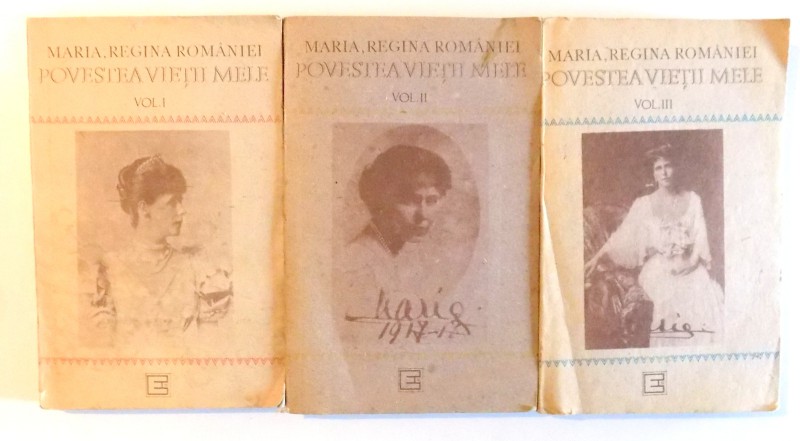 MARIA, REGINA ROMÂNIEI
POVESTEA VIEȚII MELE
VOL. I
E
MARIA, REGINA ROMÂNIEI
POVESTEA VIEȚII MELE
VOL. II
Marie
E
MARIA, REGINA ROMÂNIEI
POVESTEA VIEȚII MELE
VOL. III
E